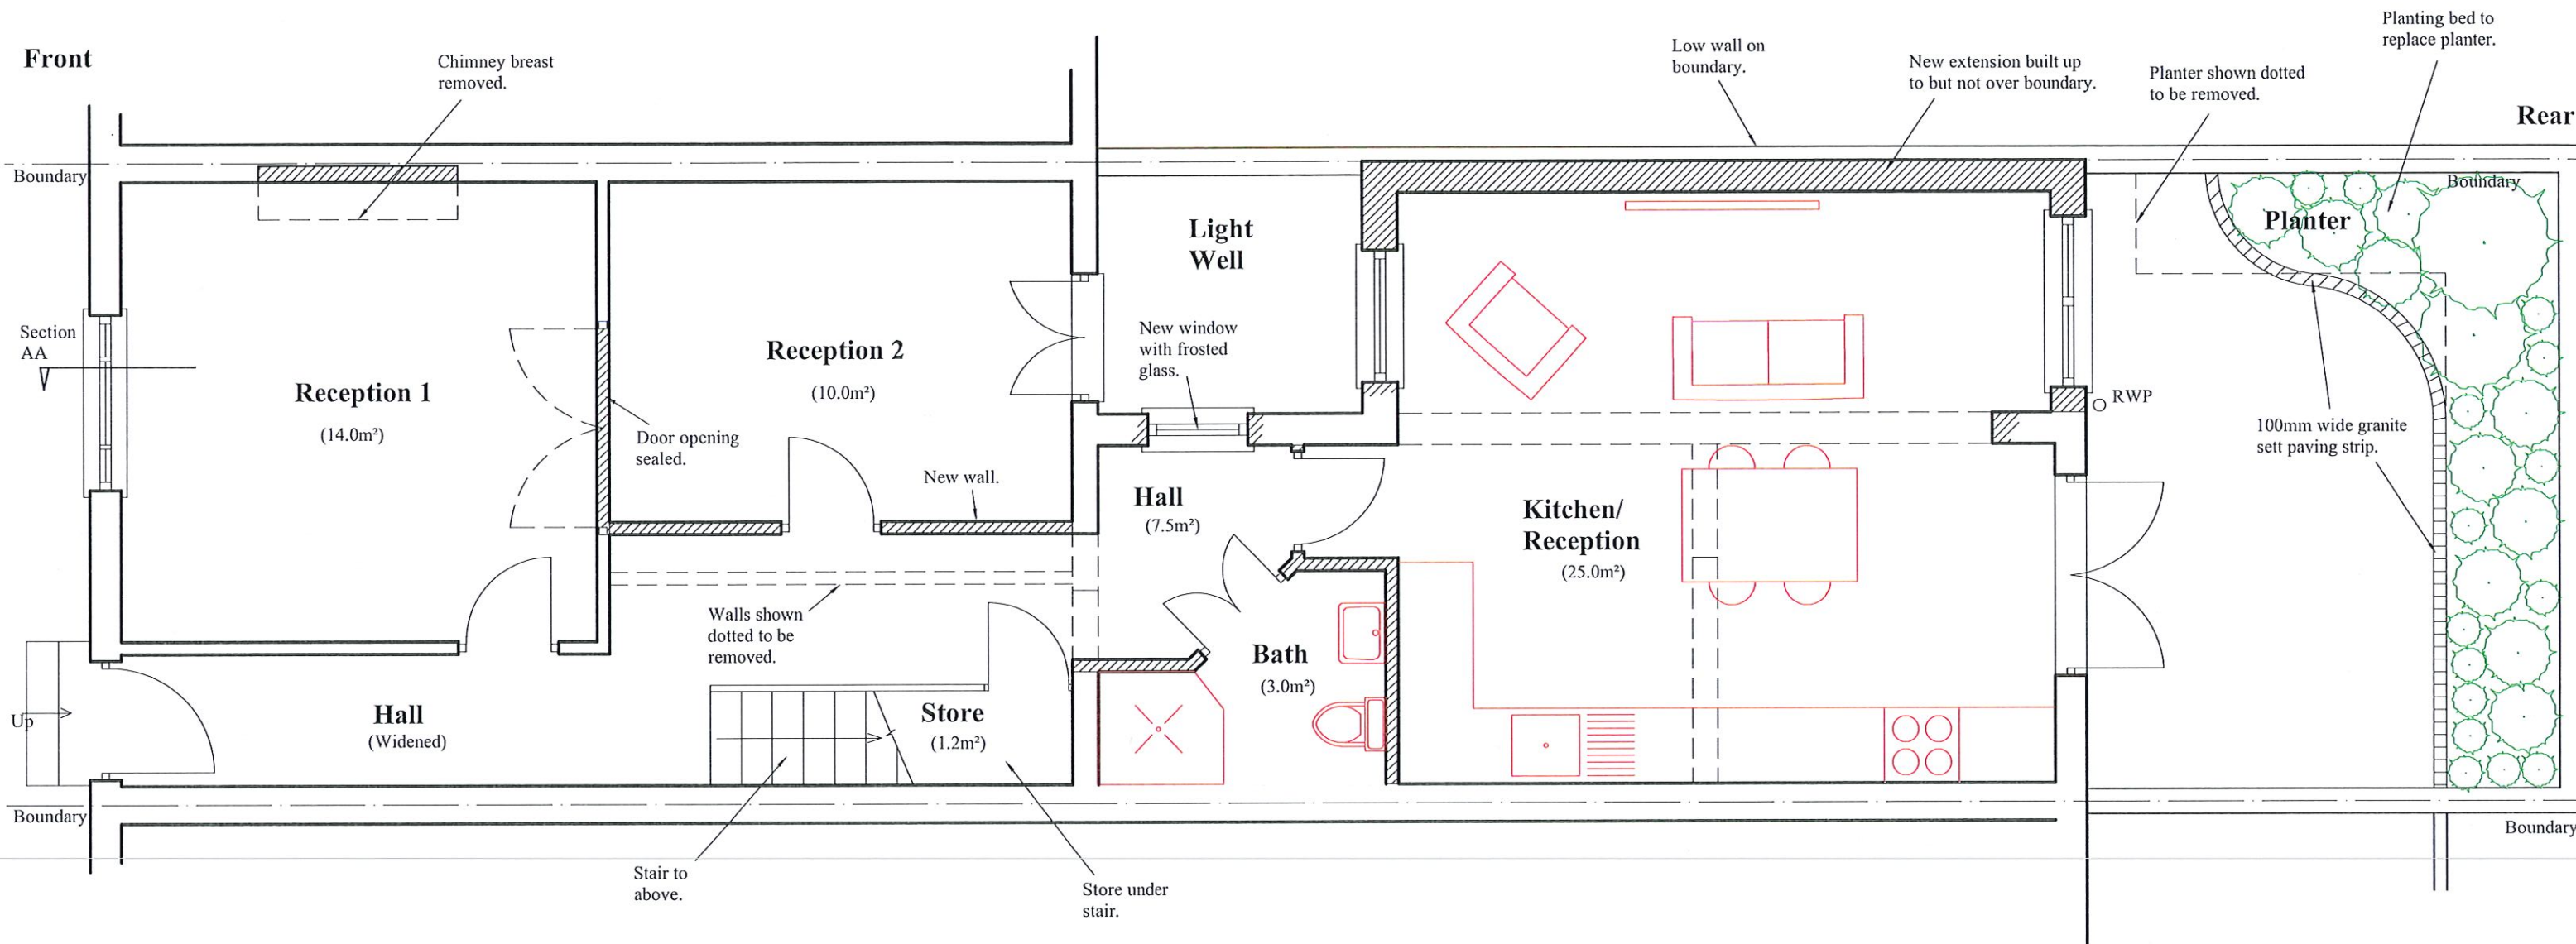 Front
Chimney breast
removed.
Low wall on
boundary.
New extension built up
to but not over boundary.
Planter shown dotted
to be removed.
Planting bed to
replace planter.
Rear
Boundary
Boundary
Planter
Light
Well
Section
AA
New window
with frosted
glass.
Reception 1
(14.0m²)
Reception 2
(10.0m²)
RWP
Door opening
sealed.
100mm wide granite
sett paving strip.
New wall.
Hall
(7.5m²)
Kitchen/
Reception
(25.0m²)
Walls shown
dotted to be
removed.
Bath
(3.0m²)
Up
Hall
(Widened)
Store
(1.2m²)
Boundary
Boundary
Stair to
above.
Store under
stair.